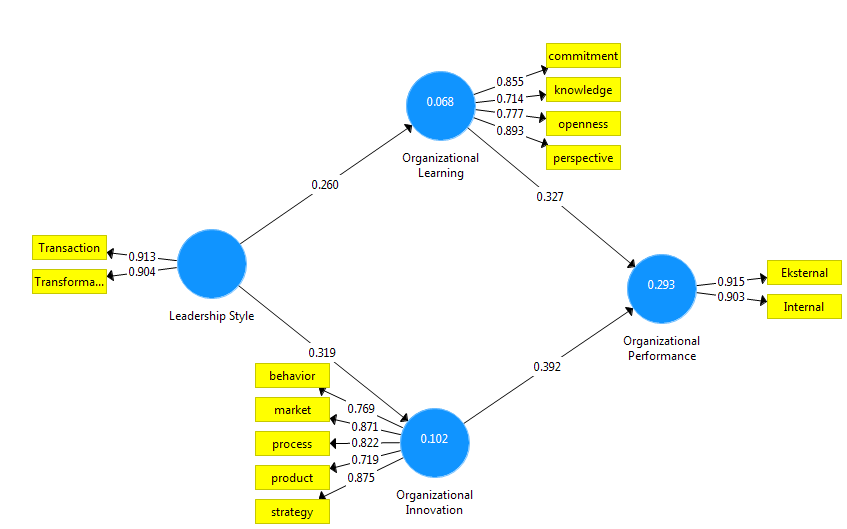 commitment
0.855
knowledge
0.068
0.714
0.777
openness
0.893
perspective
Organizational
Learning
0.260
0.327
Transaction
0.913
0.904
Transforma...
Leadership Style
Eksternal
0.915
0.293
0.903
Internal
Organizational
Performance
0.319
0.392
behavior
0.769
market
0.871
process
0.822
0.102
0.719
product
0.875
strategy
Organizational
Innovation